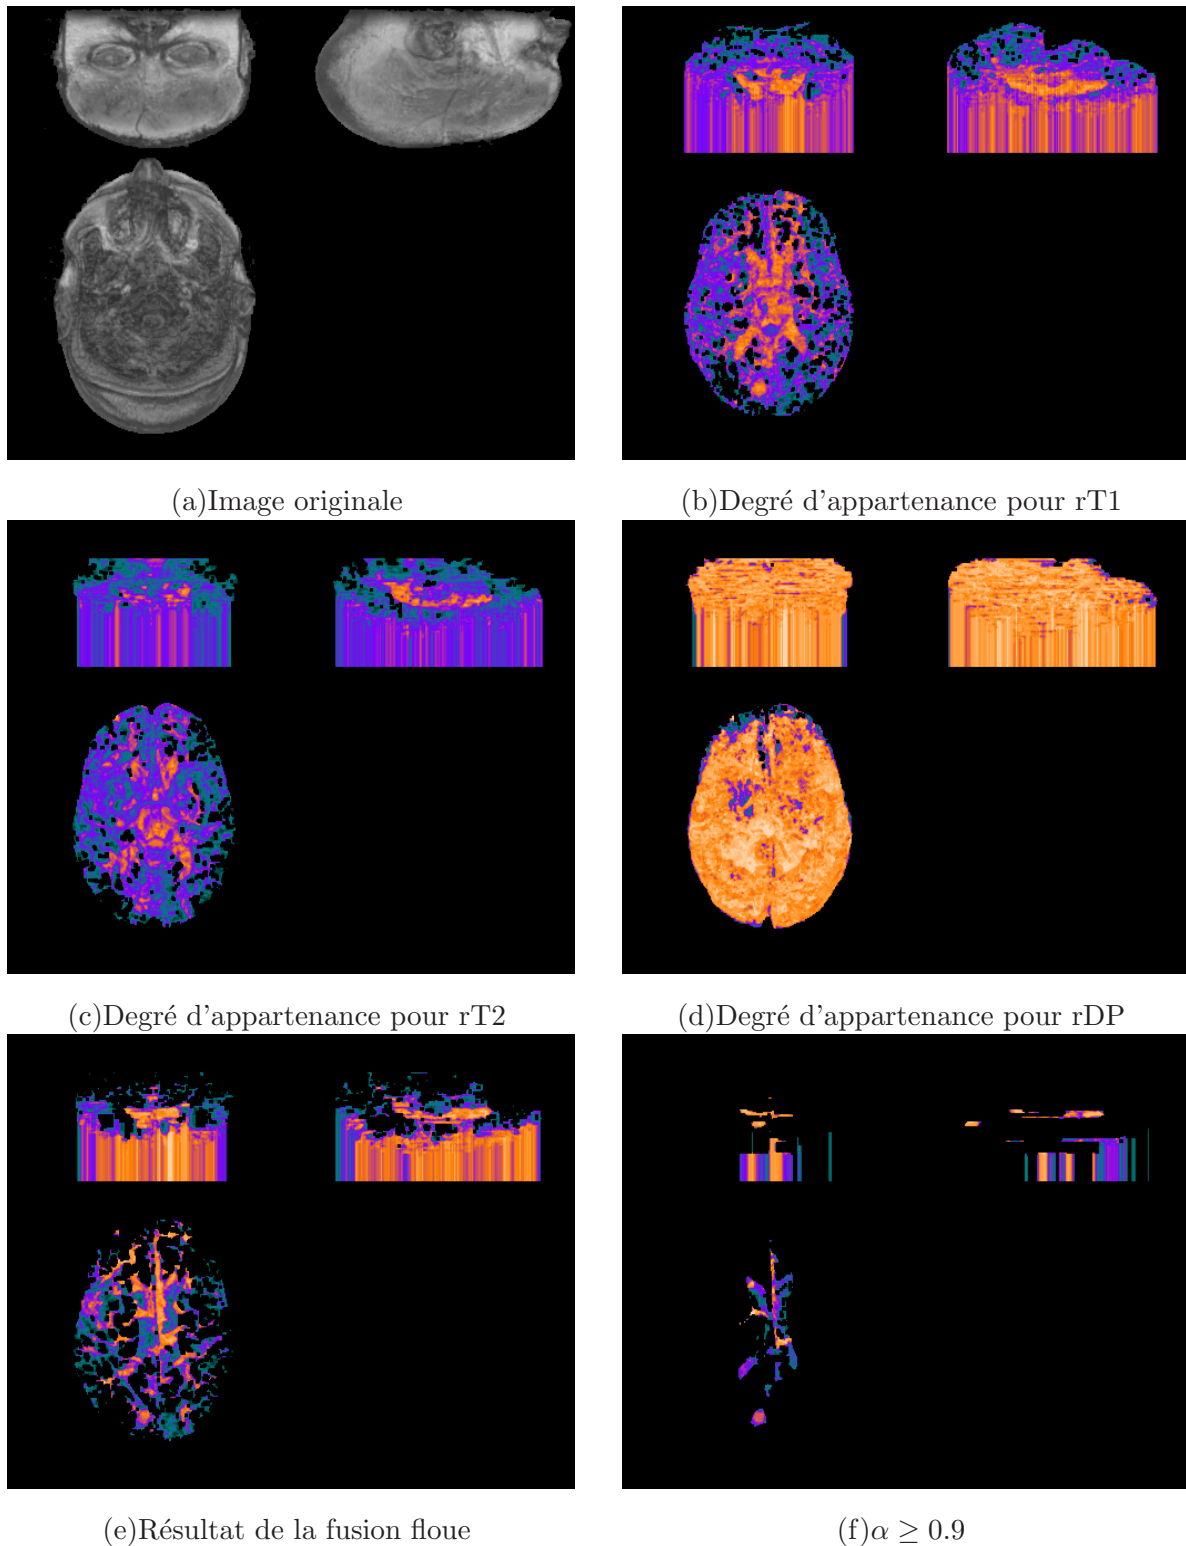 (a)Image originale
(b)Degré d'appartenance pour rT1
(c)Degré d'appartenance pour rT2
(d)Degré d'appartenance pour rDP
(e)Résultat de la fusion floue
(f)α ≥ 0.9